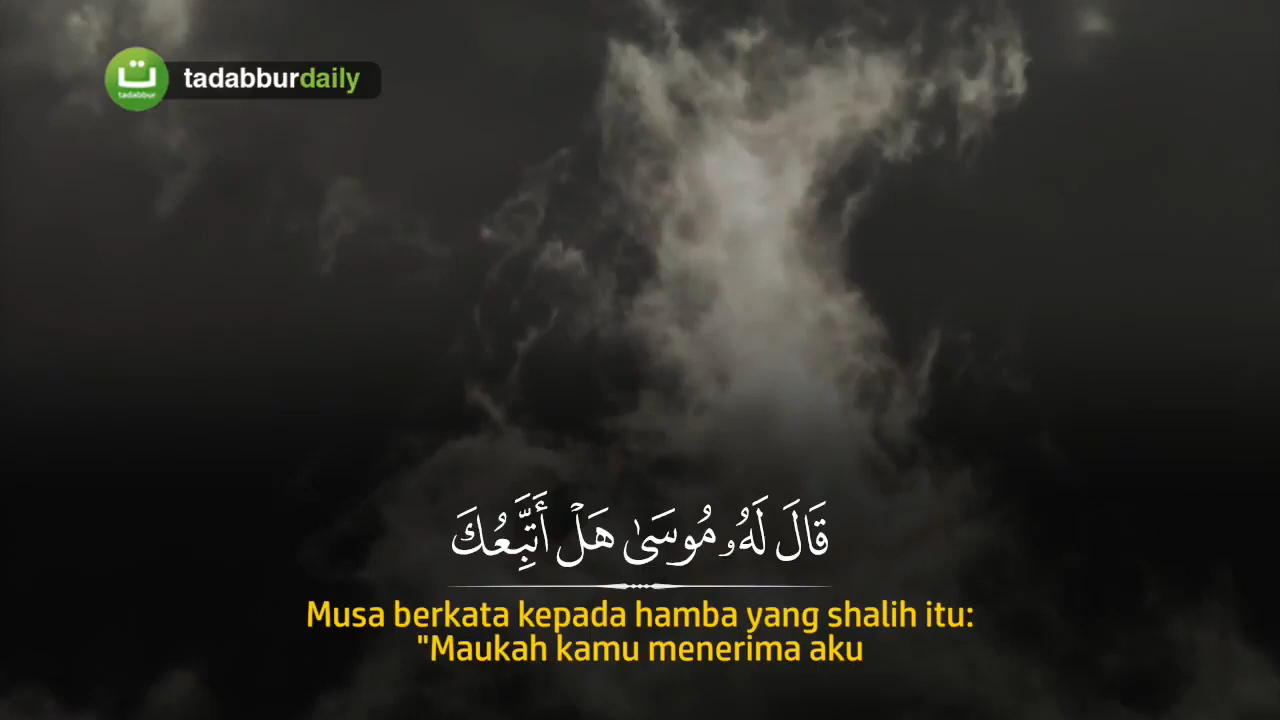 ت
tadabbur
tadabburdaily
قَالَ لَهُۥ مُوسَىٰ هَلْ أَتَّبِعُكَ
Musa berkata kepada hamba yang shalih itu:
"Maukah kamu menerima aku